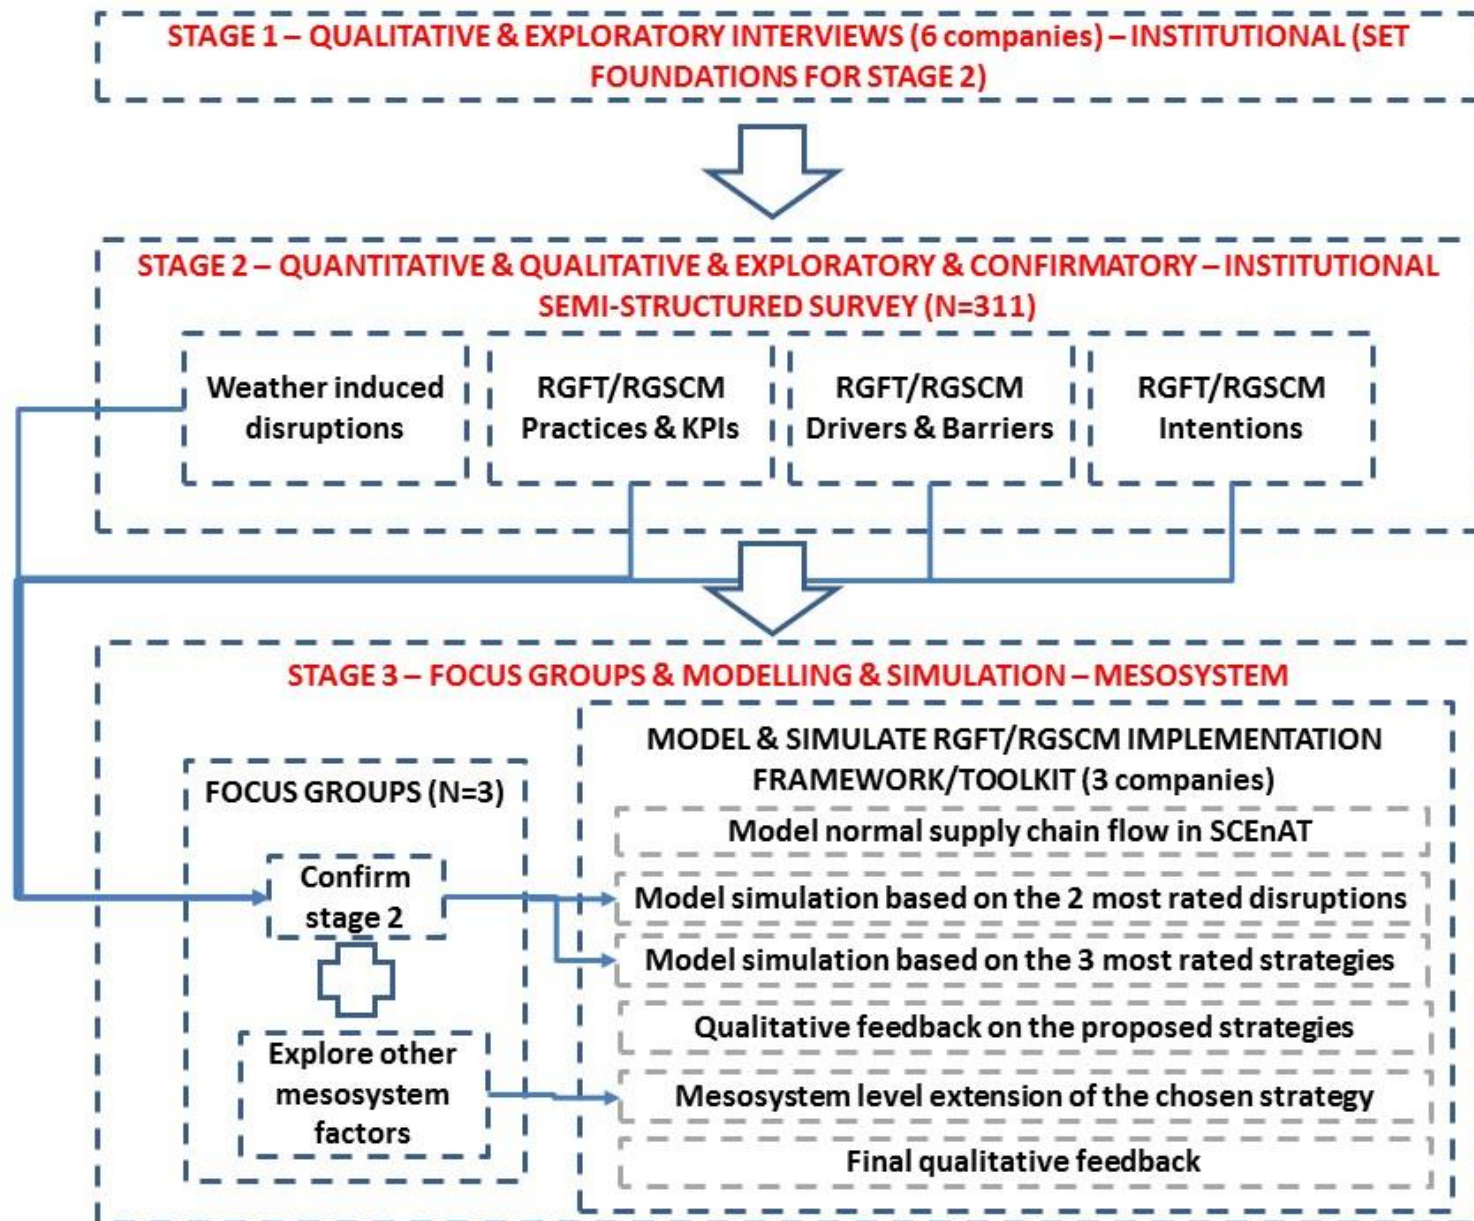 STAGE 1 – QUALITATIVE & EXPLORATORY INTERVIEWS (6 companies) – INSTITUTIONAL (SET
FOUNDATIONS FOR STAGE 2)
STAGE 2 – QUANTITATIVE & QUALITATIVE & EXPLORATORY & CONFIRMATORY – INSTITUTIONAL
SEMI-STRUCTURED SURVEY (N=311)
Weather induced
disruptions
RGFT/RGSCM
Practices & KPIs
RGFT/RGSCM
Drivers & Barriers
RGFT/RGSCM
Intentions
STAGE 3 – FOCUS GROUPS & MODELLING & SIMULATION – MESOSYSTEM
FOCUS GROUPS (N=3)
Confirm
stage 2
Explore other
mesosystem
factors
MODEL & SIMULATE RGFT/RGSCM IMPLEMENTATION
FRAMEWORK/TOOLKIT (3 companies)
Model normal supply chain flow in SCEnAT
Model simulation based on the 2 most rated disruptions
Model simulation based on the 3 most rated strategies
Qualitative feedback on the proposed strategies
Mesosystem level extension of the chosen strategy
Final qualitative feedback